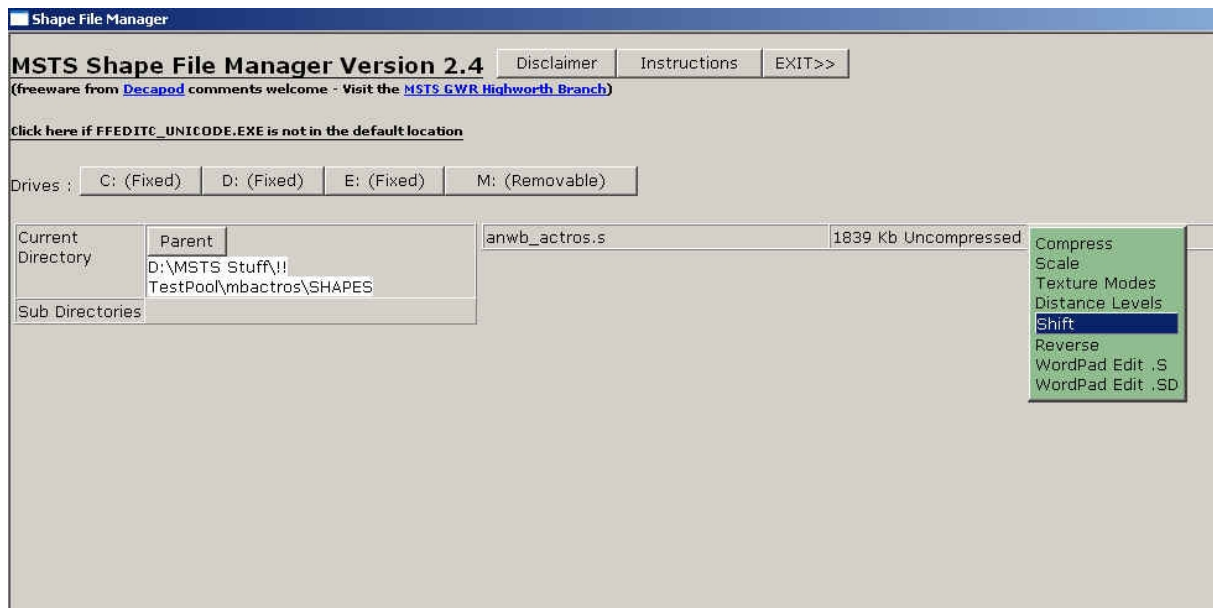 Shape File Manager
MSTS Shape File Manager Version 2.4 Disclaimer Instructions EXIT>>
(freeware from Decapod comments welcome - Visit the MSTS GWR Highworth Branch)
Click here if FFEDITC_UNICODE.EXE is not in the default location
Drives : C: (Fixed) D: (Fixed) E: (Fixed) M: (Removable)
Current Directory
Parent
D:\MSTS Stuff\!!
TestPool\mbactros\SHAPES
Sub Directories
anwb_actros.s 1839 Kb Uncompressed
Compress
Scale
Texture Modes
Distance Levels
Shift
Reverse
WordPad Edit .S
WordPad Edit .SD